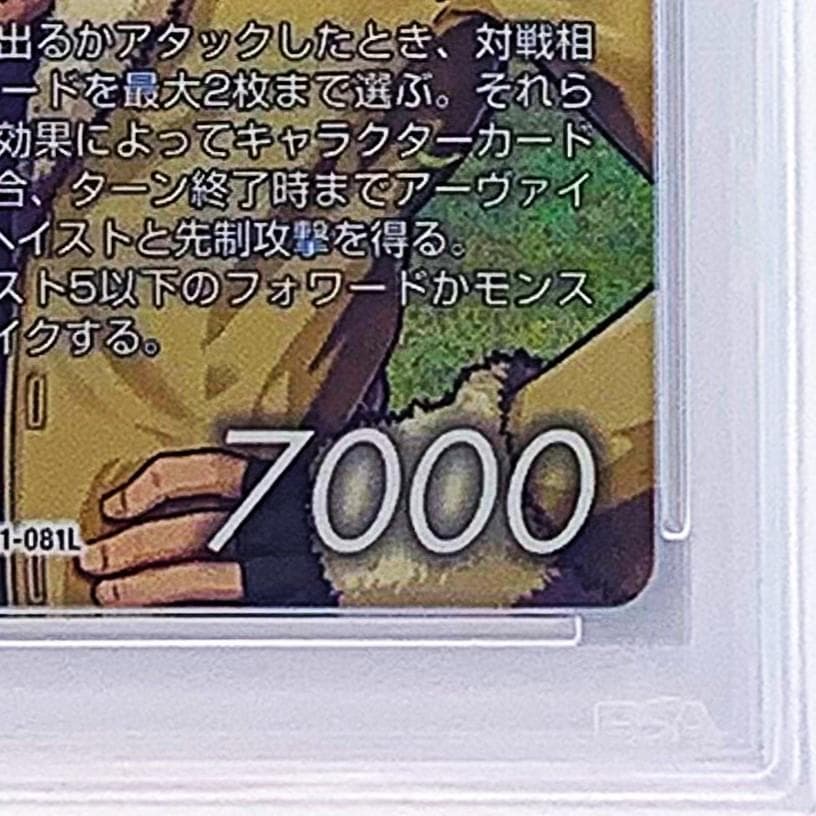 出るかアタックしたとき、対戦相
ードを最大2枚まで選ぶ。それら
効果によってキャラクターカード
合、ターン終了時までアーヴァイ
ヘイストと先制攻撃を得る。
スト5以下のフォワードかモンス
イクする。
7000
1-081L
PSA